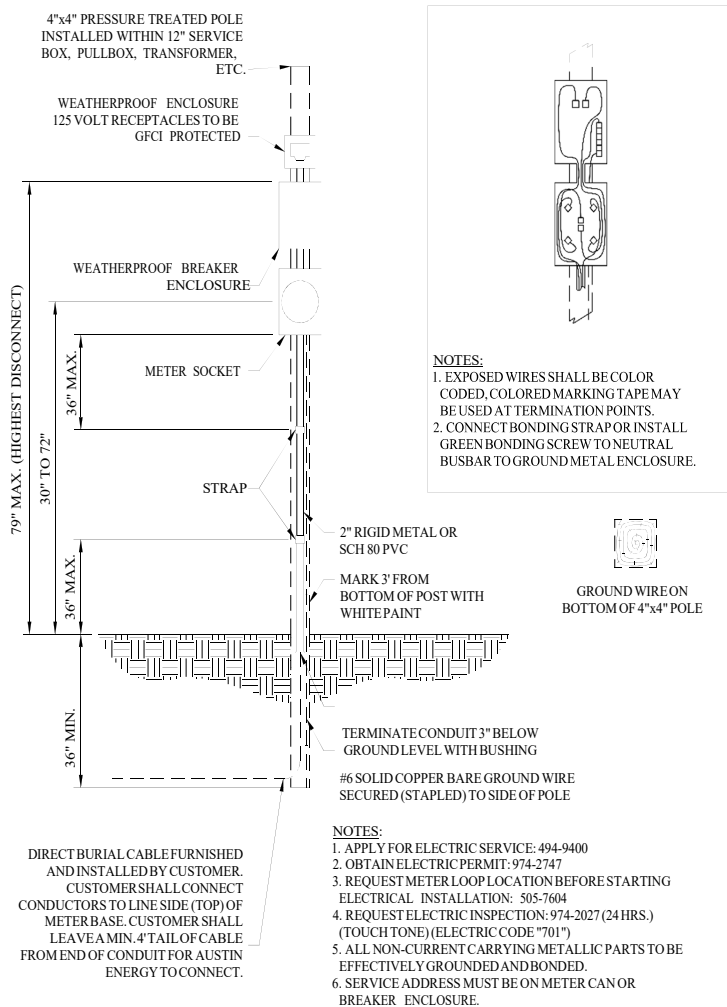 4"x4" PRESSURE TREATED POLE
INSTALLED WITHIN 12" SERVICE
BOX, PULLBOX, TRANSFORMER,
ETC.
WEATHERPROOF ENCLOSURE
125 VOLT RECEPTACLES TO BE
GFCI PROTECTED
WEATHERPROOF BREAKER
ENCLOSURE
METER SOCKET
79" MAX. (HIGHEST DISCONNECT)
30" TO 72"
36" MAX.
STRAP
36" MAX.
36" MIN.
2" RIGID METAL OR
SCH 80 PVC
MARK 3' FROM
BOTTOM OF POST WITH
WHITE PAINT
TERMINATE CONDUIT 3" BELOW
GROUND LEVEL WITH BUSHING
#6 SOLID COPPER BARE GROUND WIRE
SECURED (STAPLED) TO SIDE OF POLE
DIRECT BURIAL CABLE FURNISHED
AND INSTALLED BY CUSTOMER.
CUSTOMER SHALL CONNECT
CONDUCTORS TO LINE SIDE (TOP) OF
METER BASE. CUSTOMER SHALL
LEAVE A MIN. 4' TAIL OF CABLE
FROM END OF CONDUIT FOR AUSTIN
ENERGY TO CONNECT.
NOTES:
1. EXPOSED WIRES SHALL BE COLOR
CODED, COLORED MARKING TAPE MAY
BE USED AT TERMINATION POINTS.
2. CONNECT BONDING STRAP OR INSTALL
GREEN BONDING SCREW TO NEUTRAL
BUSBAR TO GROUND METAL ENCLOSURE.
GROUND WIRE ON
BOTTOM OF 4"x4" POLE
NOTES:
1. APPLY FOR ELECTRIC SERVICE: 494-9400
2. OBTAIN ELECTRIC PERMIT: 974-2747
3. REQUEST METER LOOP LOCATION BEFORE STARTING
ELECTRICAL INSTALLATION: 505-7604
4. REQUEST ELECTRIC INSPECTION: 974-2027 (24 HRS.)
(TOUCH TONE) (ELECTRIC CODE "701")
5. ALL NON-CURRENT CARRYING METALLIC PARTS TO BE
EFFECTIVELY GROUNDED AND BONDED.
6. SERVICE ADDRESS MUST BE ON METER CAN OR
BREAKER ENCLOSURE.